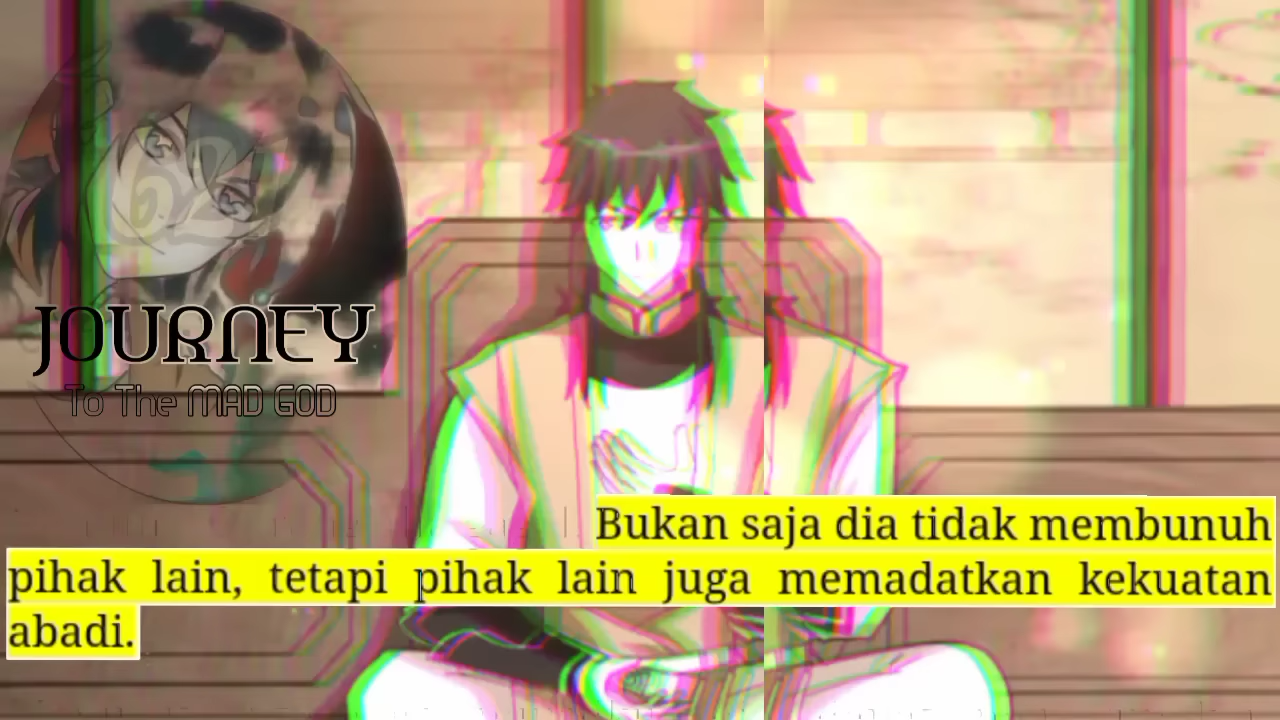 JOURNEY
To The MAD GOD
Bukan saja dia tidak membunuh
pihak lain, tetapi pihak lain juga memadatkan kekuatan
abadi.